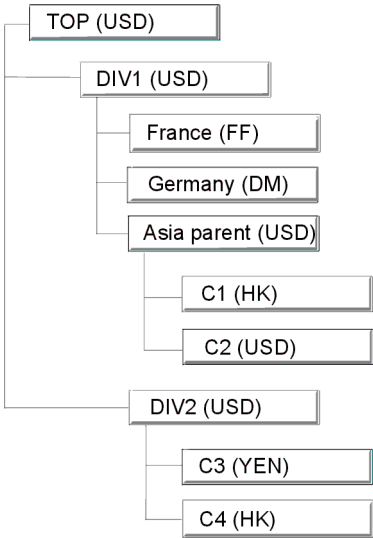 TOP (USD)
DIV1 (USD)
France (FF)
Germany (DM)
Asia parent (USD)
C1 (HK)
C2 (USD)
DIV2 (USD)
C3 (YEN)
C4 (HK)